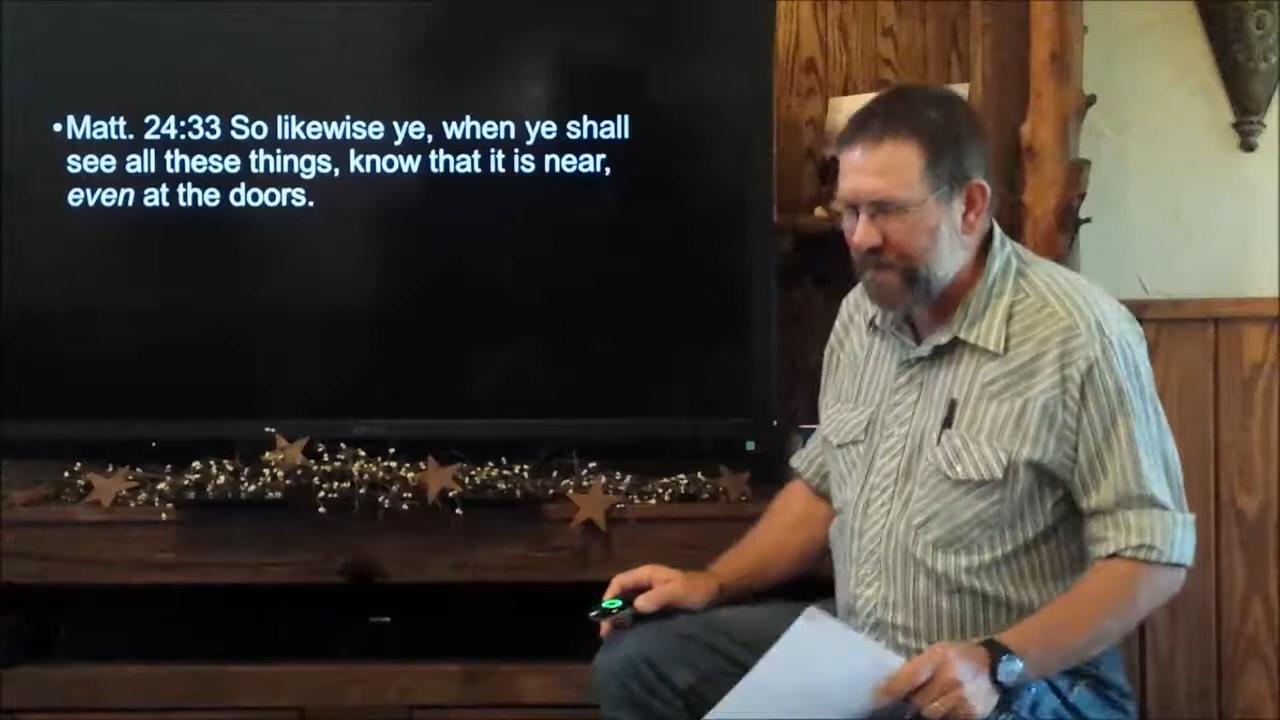 •Matt. 24:33 So likewise ye, when ye shall
see all these things, know that it is near,
even at the doors.